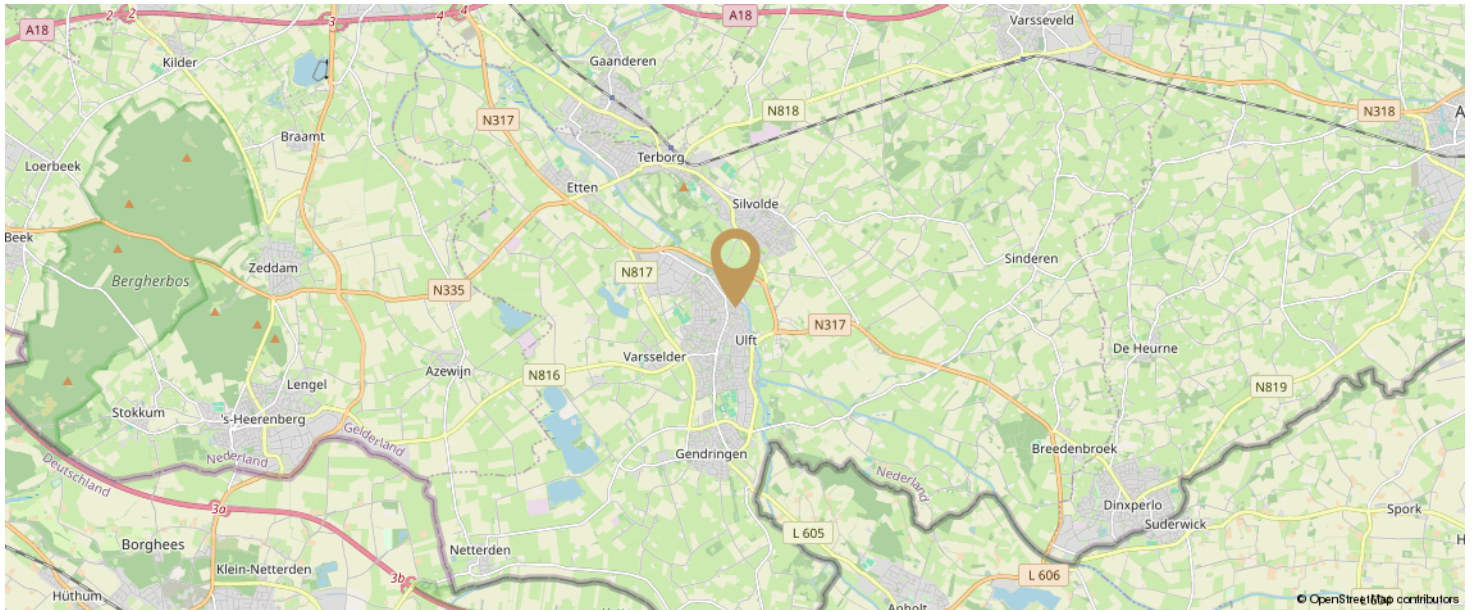 A18
2
2
3
4
4
A18
Varsseveld
Kilder
Gaanderen
N818
N318
A
N317
Braamt
Loerbeek
Terborg
Etten
Silvolde
Beek
Zeddam
Bergherbos
N817
Sinderen
N335
N317
Ulft
De Heurne
Varsselder
Azewijn
N816
Lengel
N819
Stokkum
's-Heerenberg
Gelderland
Nederland
Deutschland
Gendringen
Breedenbroek
Nederland
3a
Dinxperlo
Spork
Suderwick
L 605
Borghees
Netterden
H
Klein-Netterden
3b
L 606
Hüthum
Anholt
© OpenStreetMap contributors